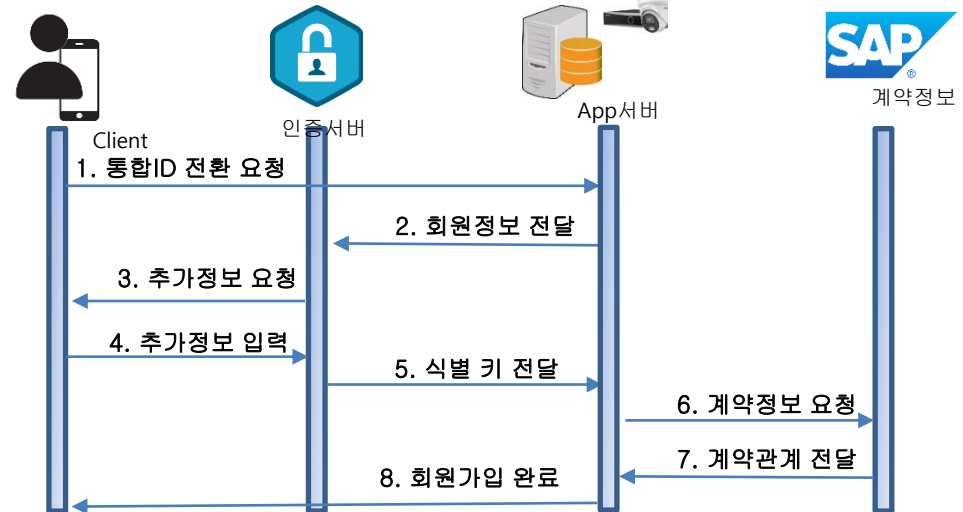 SAP
®
계약정보
App서버
인증서버
Client
1. 통합ID 전환 요청
2. 회원정보 전달
3. 추가정보 요청
4. 추가정보 입력
5. 식별 키 전달
6. 계약정보 요청
7. 계약관계 전달
8. 회원가입 완료